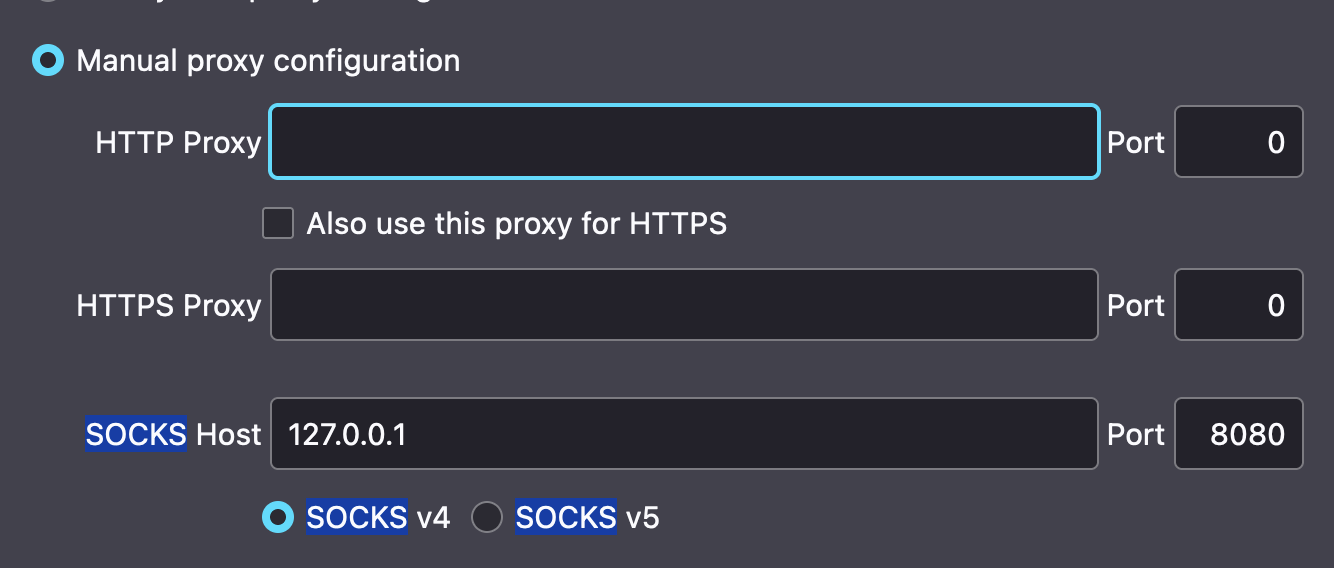 Manual proxy configuration
HTTP Proxy Port 0
Also use this proxy for HTTPS
HTTPS Proxy Port 0
SOCKS Host 127.0.0.1 Port 8080
SOCKS v4 SOCKS v5